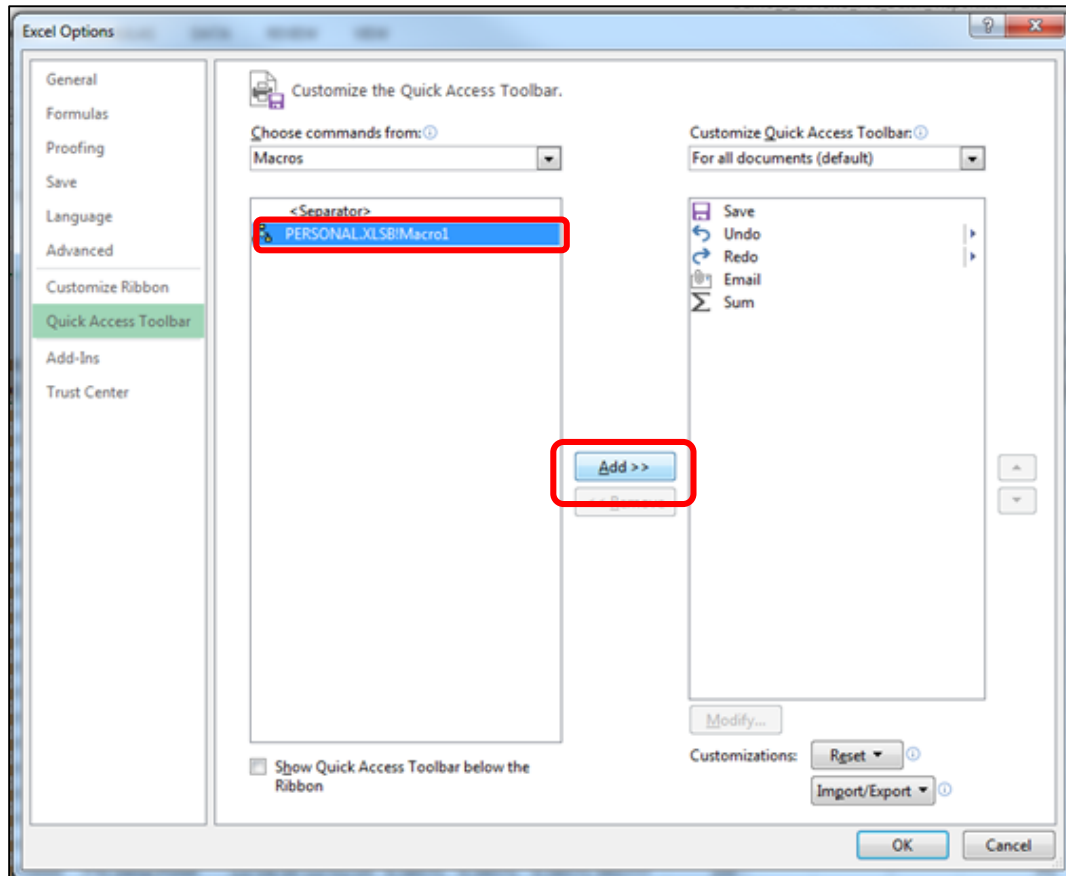 Excel Options
General
Formulas
Proofing
Save
Language
Advanced
Customize Ribbon
Quick Access Toolbar
Add-Ins
Trust Center
Customize the Quick Access Toolbar.
Choose commands from:
Macros
<Separator>
PERSONAL.XLSB!Macro1
Show Quick Access Toolbar below the
Ribbon
Add >>
<< Remove
Customize Quick Access Toolbar:
For all documents (default)
Save
Undo
Redo
Email
Sum
Modify...
Customizations:
Reset
Import/Export
OK
Cancel